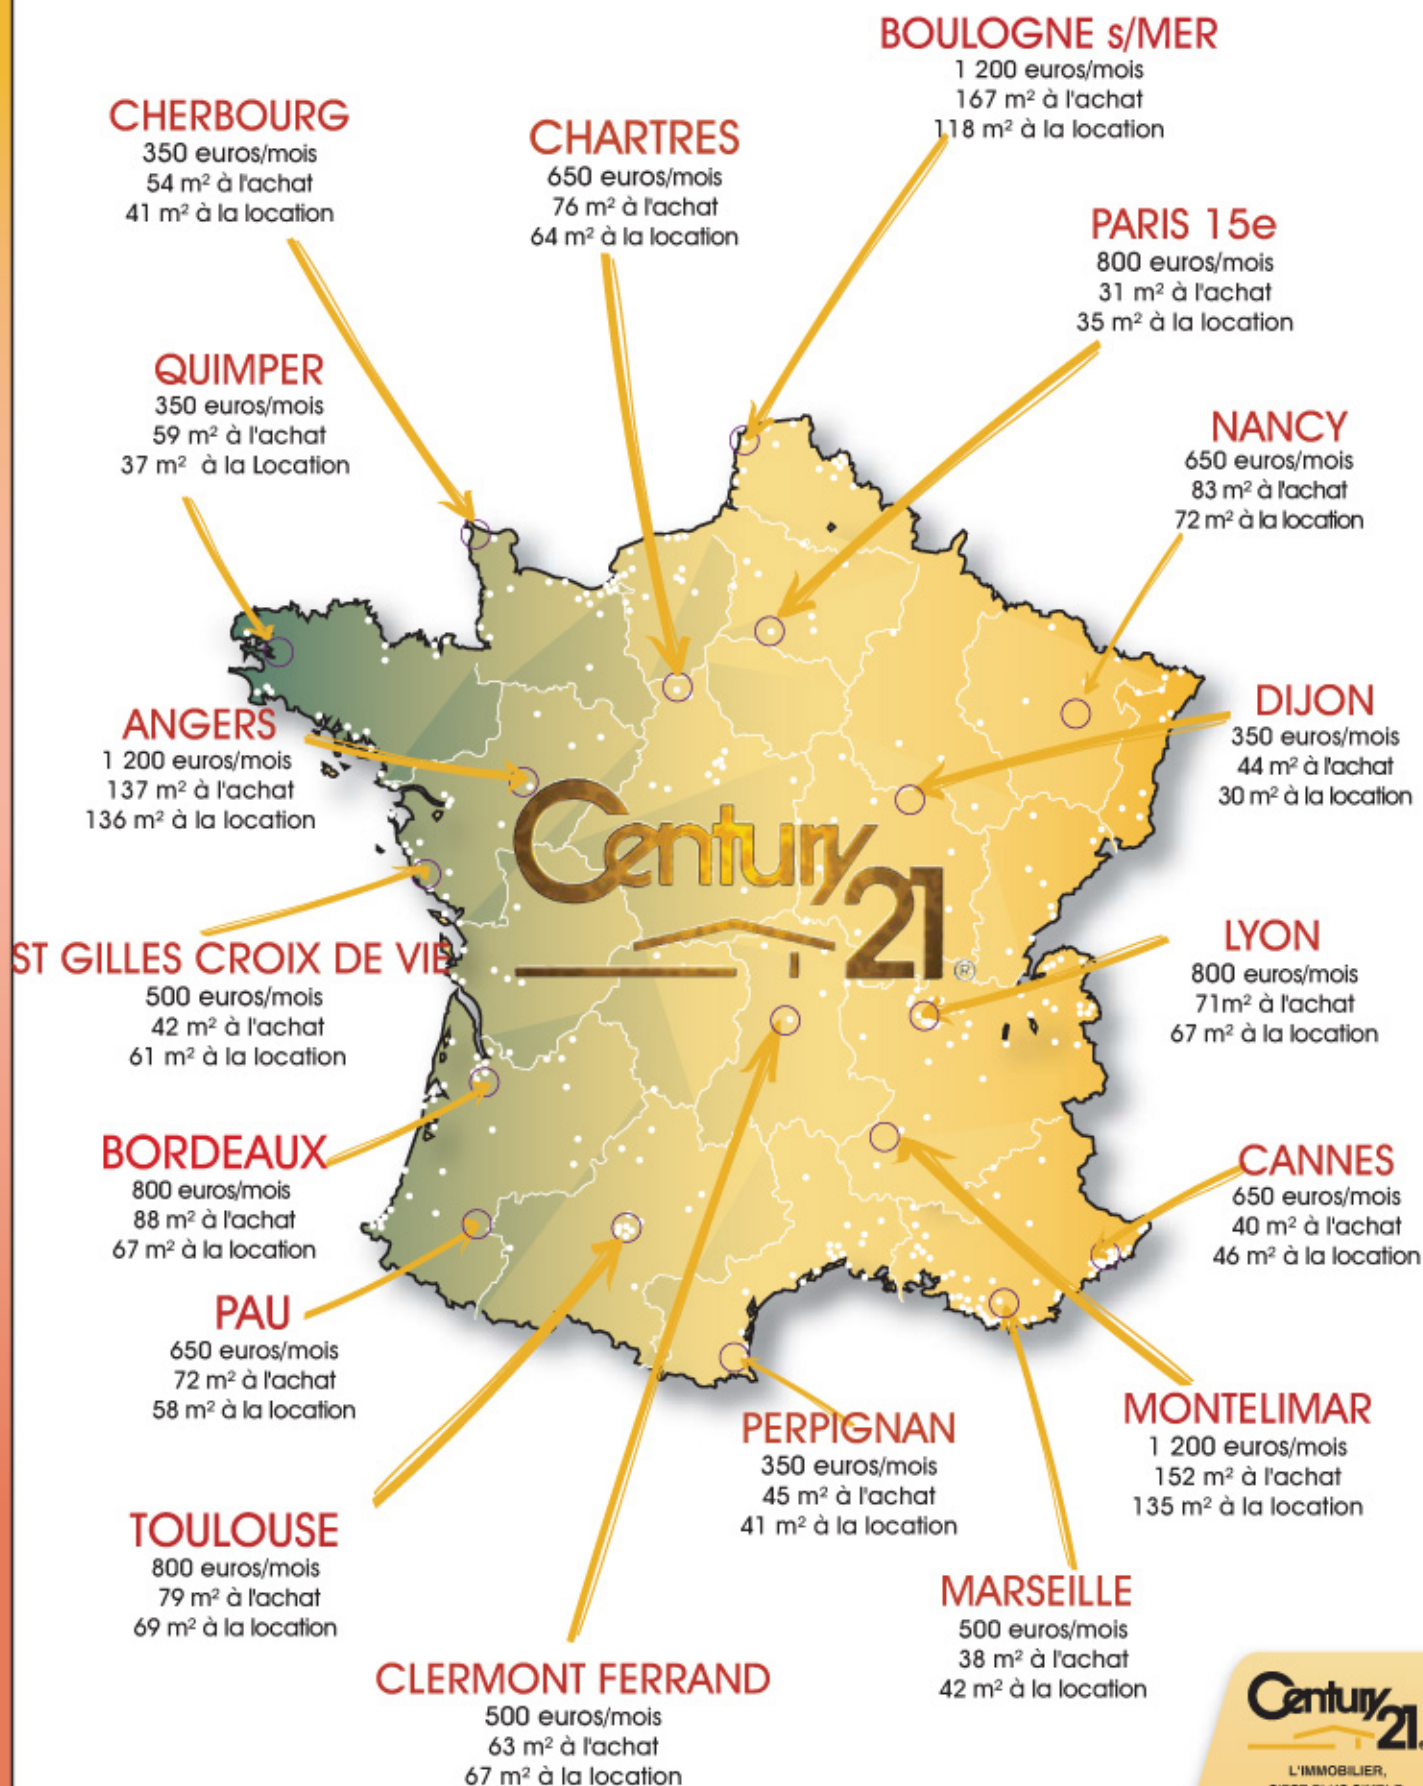 BOULOGNE s/MER
1 200 euros/mois
167 m² à l'achat
118 m² à la location
CHERBOURG
350 euros/mois
54 m² à l'achat
41 m² à la location
CHARTRES
650 euros/mois
76 m² à l'achat
64 m² à la location
PARIS 15e
800 euros/mois
31 m² à l'achat
35 m² à la location
QUIMPER
350 euros/mois
59 m² à l'achat
37 m² à la Location
NANCY
650 euros/mois
83 m² à l'achat
72 m² à la location
ANGERS
1 200 euros/mois
137 m² à l'achat
136 m² à la location
DIJON
350 euros/mois
44 m² à l'achat
30 m² à la location
Century
21®
ST GILLES CROIX DE VIE
500 euros/mois
42 m² à l'achat
61 m² à la location
LYON
800 euros/mois
71m² à l'achat
67 m² à la location
BORDEAUX
800 euros/mois
88 m² à l'achat
67 m² à la location
CANNES
650 euros/mois
40 m² à l'achat
46 m² à la location
PAU
650 euros/mois
72 m² à l'achat
58 m² à la location
PERPIGNAN
350 euros/mois
45 m² à l'achat
41 m² à la location
MONTELIMAR
1 200 euros/mois
152 m² à l'achat
135 m² à la location
TOULOUSE
800 euros/mois
79 m² à l'achat
69 m² à la location
MARSEILLE
500 euros/mois
38 m² à l'achat
42 m² à la location
CLERMONT FERRAND
500 euros/mois
63 m² à l'achat
67 m² à la location
Century
21
L'IMMOBILIER,